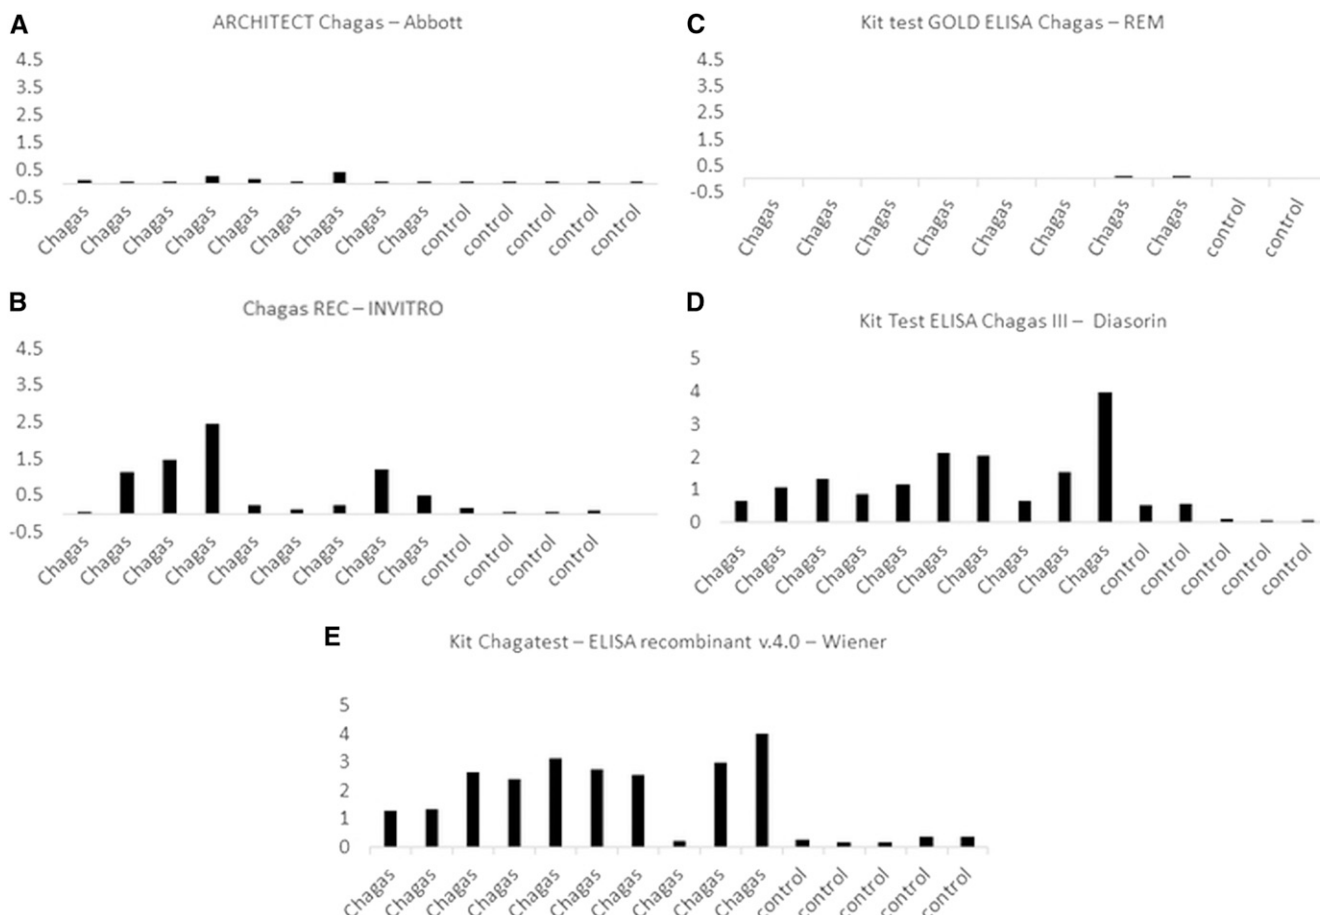 A
ARCHITECT Chagas – Abbott
4.5
3.5
2.5
1.5
0.5
-0.5
Chagas
Chagas
Chagas
Chagas
Chagas
Chagas
Chagas
Chagas
Chagas
control
control
control
control
control
C
Kit test GOLD ELISA Chagas – REM
4.5
3.5
2.5
1.5
0.5
-0.5
Chagas
Chagas
Chagas
Chagas
Chagas
Chagas
Chagas
Chagas
control
control
B
Chagas REC – INVITRO
4.5
3.5
2.5
1.5
0.5
-0.5
Chagas
Chagas
Chagas
Chagas
Chagas
Chagas
Chagas
Chagas
Chagas
control
control
control
control
D
Kit Test ELISA Chagas III – Diasorin
5
4
3
2
1
0
Chagas
Chagas
Chagas
Chagas
Chagas
Chagas
Chagas
Chagas
Chagas
Chagas
control
control
control
control
control
E
Kit Chagatest – ELISA recombinant v.4.0 – Wiener
5
4
3
2
1
0
Chagas
Chagas
Chagas
Chagas
Chagas
Chagas
Chagas
Chagas
Chagas
Chagas
control
control
control
control
control